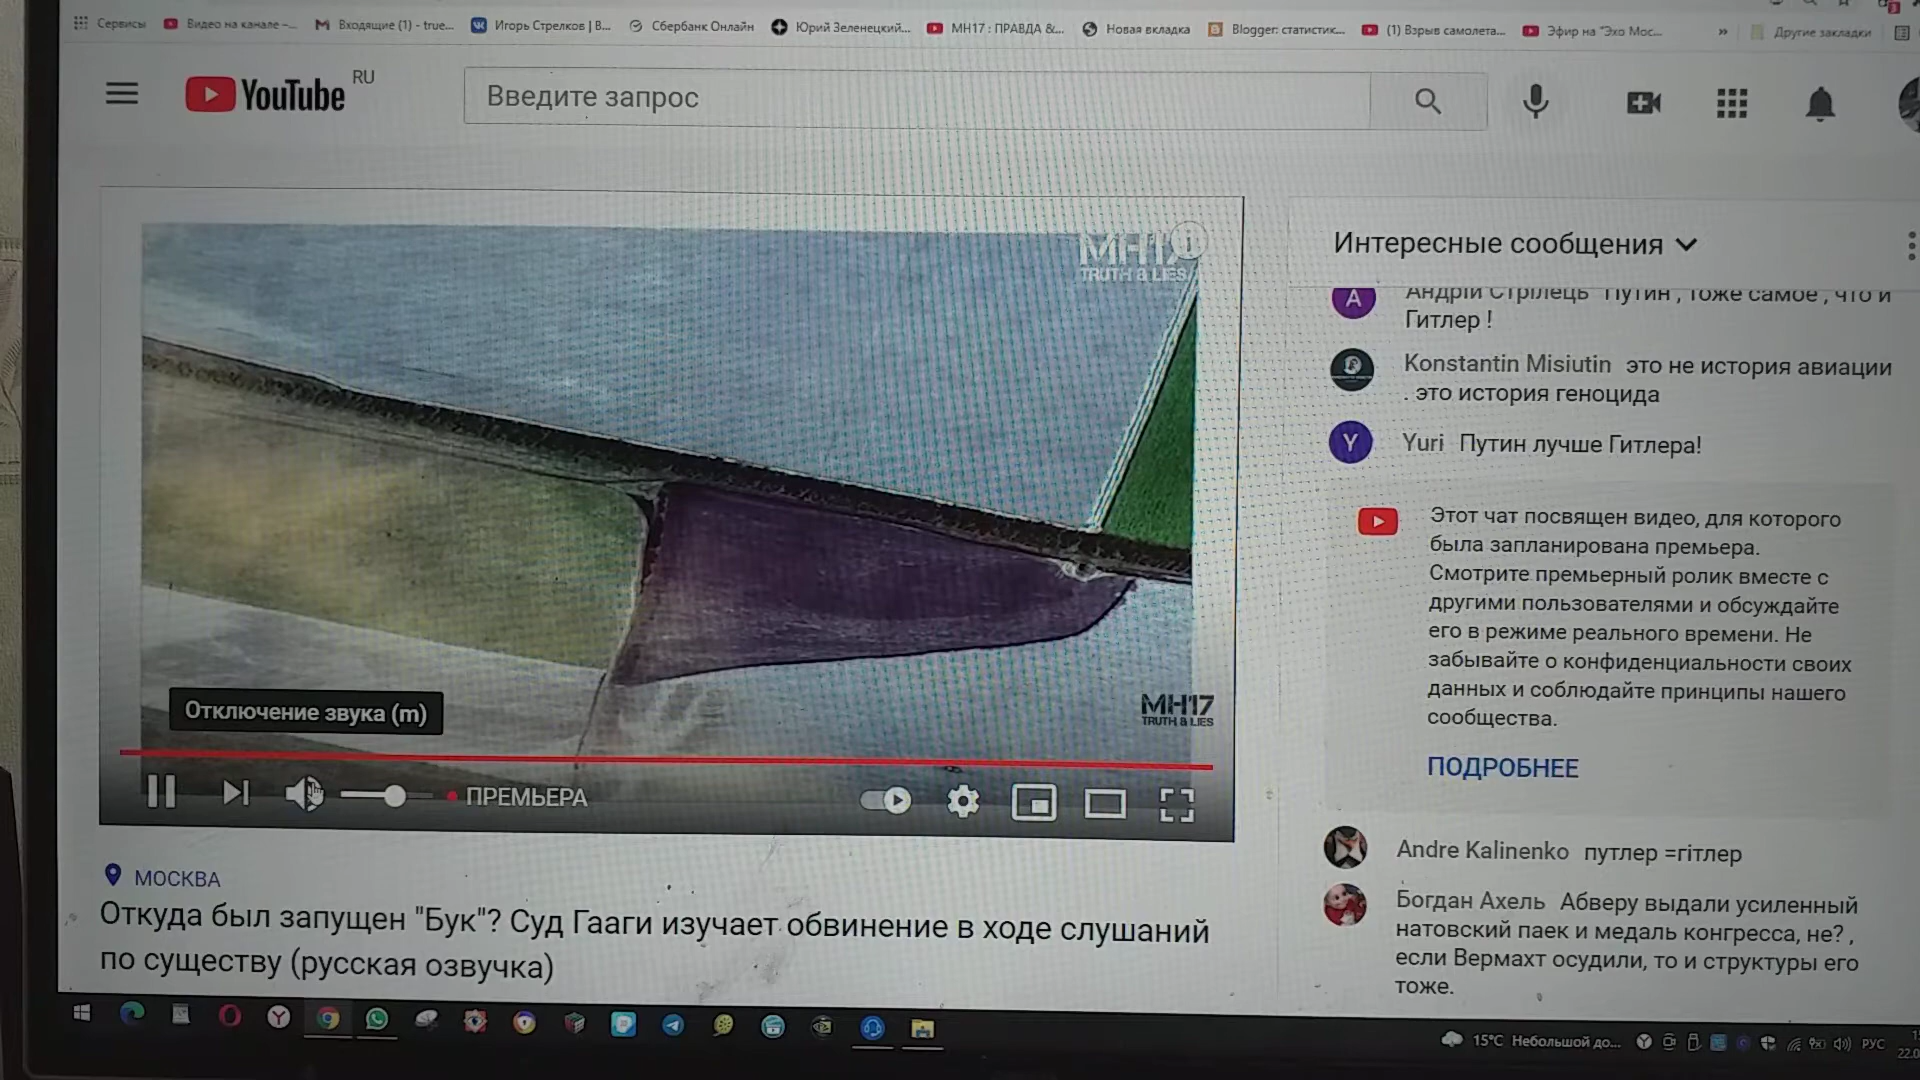 Сервисы
Видео на канале –...
Входящие (1) - true...
Игорь Стрелков | В...
Сбербанк Онлайн
Юрий Зеленецкий...
МН17 : ПРАВДА &...
Новая вкладка
Blogger: статистик...
(1) Взрыв самолета...
Эфир на "Эхо Мос...
»
Другие закладки
YouTube RU
Введите запрос
MH17
TRUTH & LIES
Интересные сообщения
Андрій Стрілець Путин , тоже самое , что и
Гитлер !
Konstantin Misiutin это не история авиации
. это история геноцида
Yuri Путин лучше Гитлера!
Этот чат посвящен видео, для которого
была запланирована премьера.
Смотрите премьерный ролик вместе с
другими пользователями и обсуждайте
его в режиме реального времени. Не
забывайте о конфиденциальности своих
данных и соблюдайте принципы нашего
сообщества.
ПОДРОБНЕЕ
Andre Kalinenko путлер =гітлер
Богдан Ахель Абверу выдали усиленный
натовский паек и медаль конгресса, не? ,
если Вермахт осудили, то и структуры его
тоже.
MH17
TRUTH & LIES
Отключение звука (m)
ПРЕМЬЕРА
МОСКВА
Откуда был запущен "Бук"? Суд Гааги изучает обвинение в ходе слушаний
по существу (русская озвучка)
15°C Небольшой до...
РУС